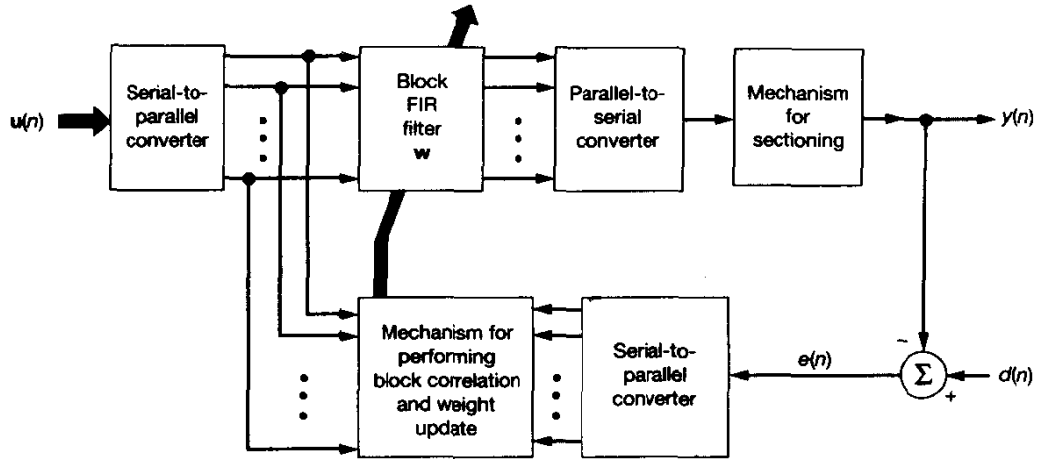 u(n)
Serial-to-
parallel
converter
Block
FIR
filter
w
Parallel-to-
serial
converter
Mechanism
for
sectioning
y(n)
Mechanism for
performing
block correlation
and weight
update
Serial-to-
parallel
converter
e(n)
−
Σ
+
d(n)